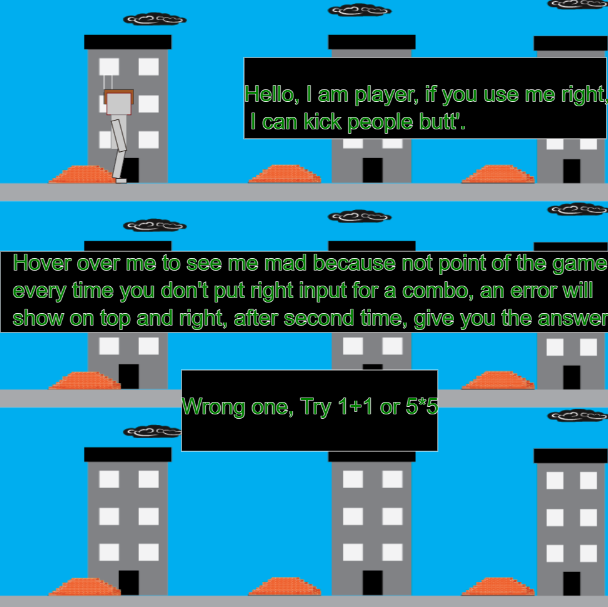 Hello, I am player, if you use me right,
I can kick people butt'.
Hover over me to see me mad because not point of the game
every time you don't put right input for a combo, an error will
show on top and right, after second time, give you the answer
Wrong one, Try 1+1 or 5*5